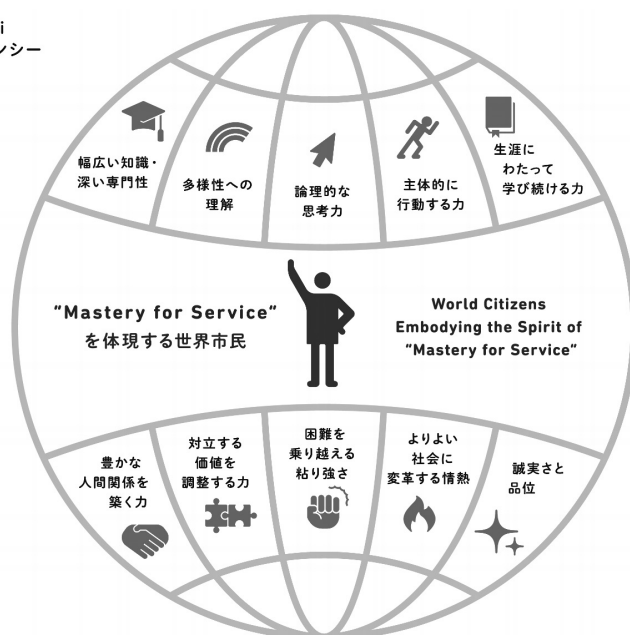 i
ンシー
幅広い知識・
深い専門性
多様性への
理解
論理的な
思考力
主体的に
行動する力
生涯に
わたって
学び続ける力
"Mastery for Service"
を体現する世界市民
World Citizens
Embodying the Spirit of
"Mastery for Service"
豊かな
人間関係を
築く力
対立する
価値を
調整する力
困難を
乗り越える
粘り強さ
よりよい
社会に
変革する情熱
誠実さと
品位